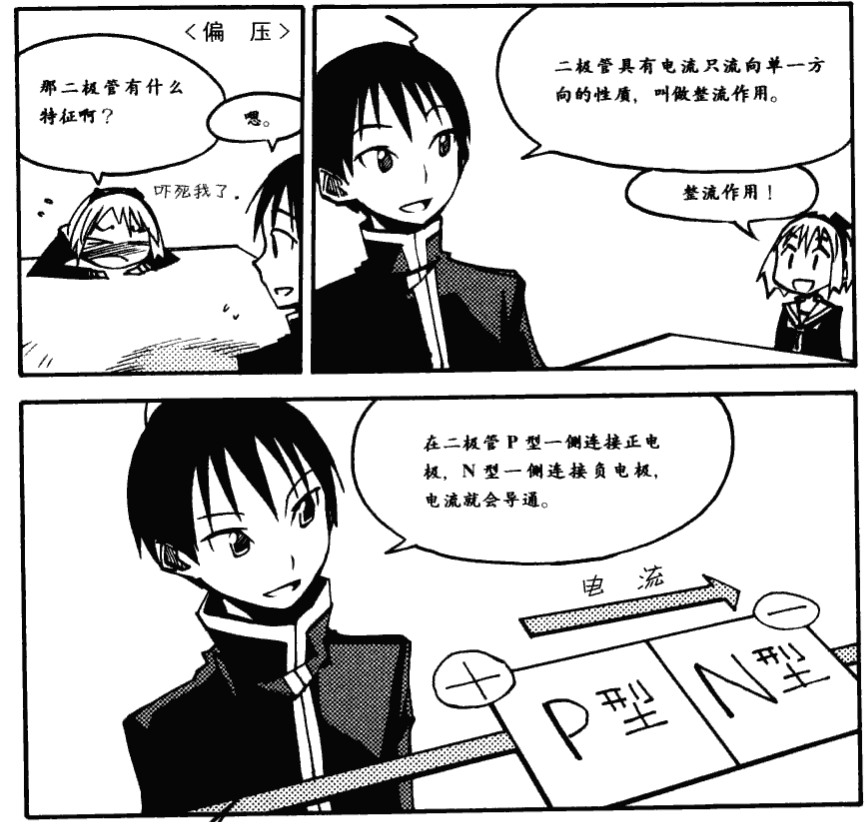 <偏 压>
那二极管有什么
特征啊?
嗯。
吓死我了.
二极管具有电流只流向单一方
向的性质, 叫做整流作用。
整流作用!
在二极管 P 型一侧连接正电
极, N 型一侧连接负电极,
电流就会导通。
电 流
+
−
P型
N型